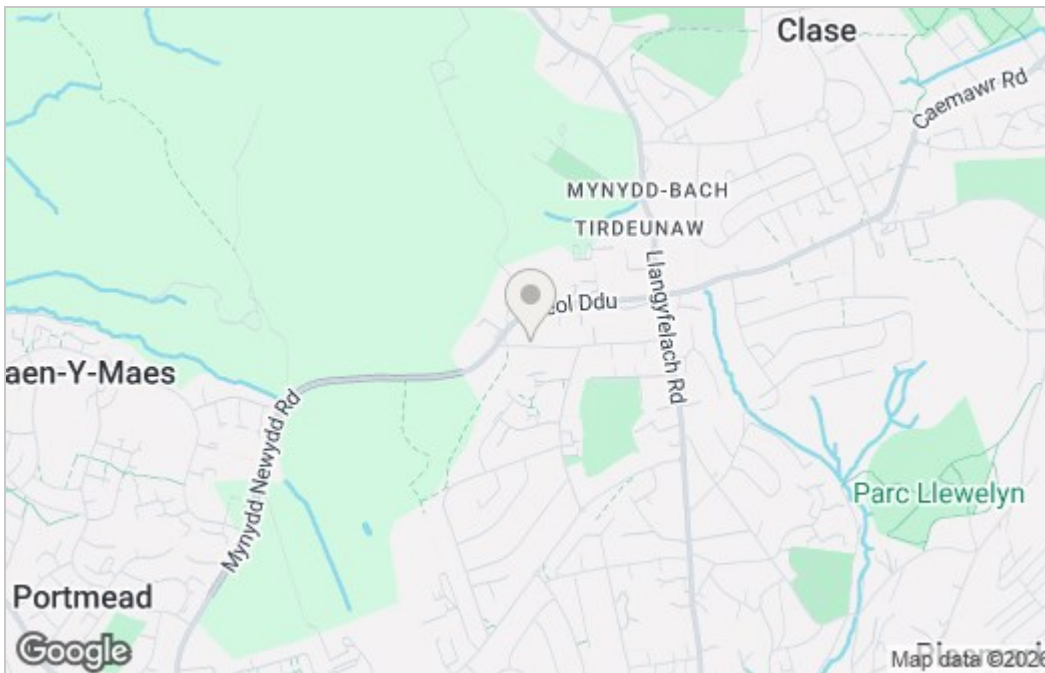 Clase
Caemawr Rd
MYNYDD-BACH
TIRDEUNAW
eol Ddu
Llangyfelach Rd
aen-Y-Maes
Mynydd Newydd Rd
Parc Llewelyn
Portmead
Google
Map data ©2026